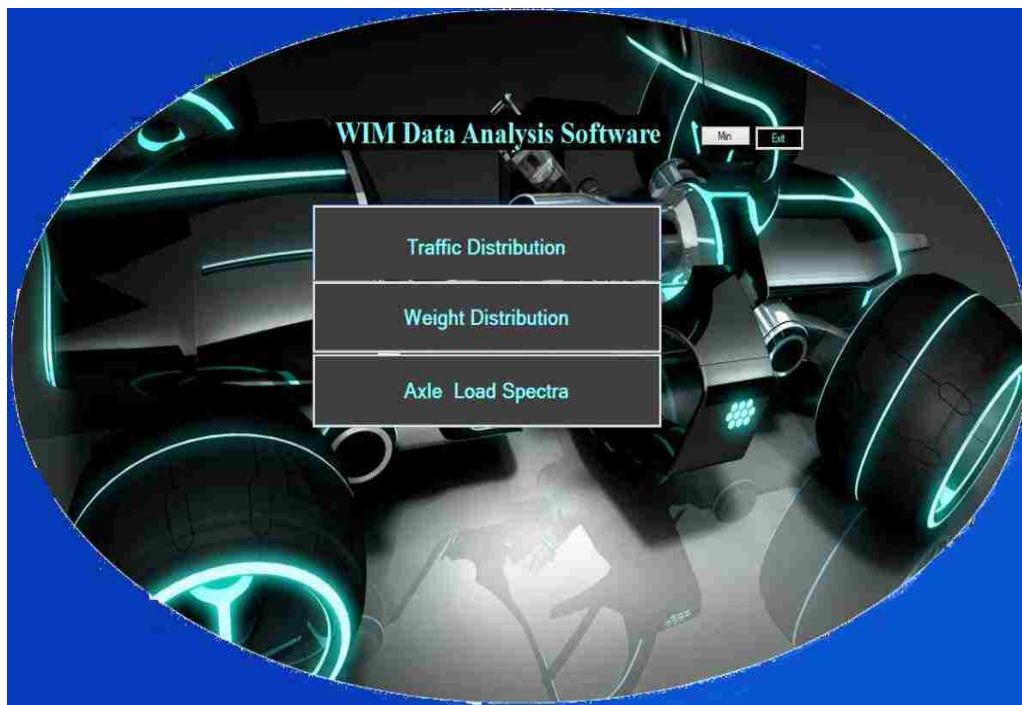 WIM Data Analysis Software
Min
Exit
Traffic Distribution
Weight Distribution
Axle Load Spectra